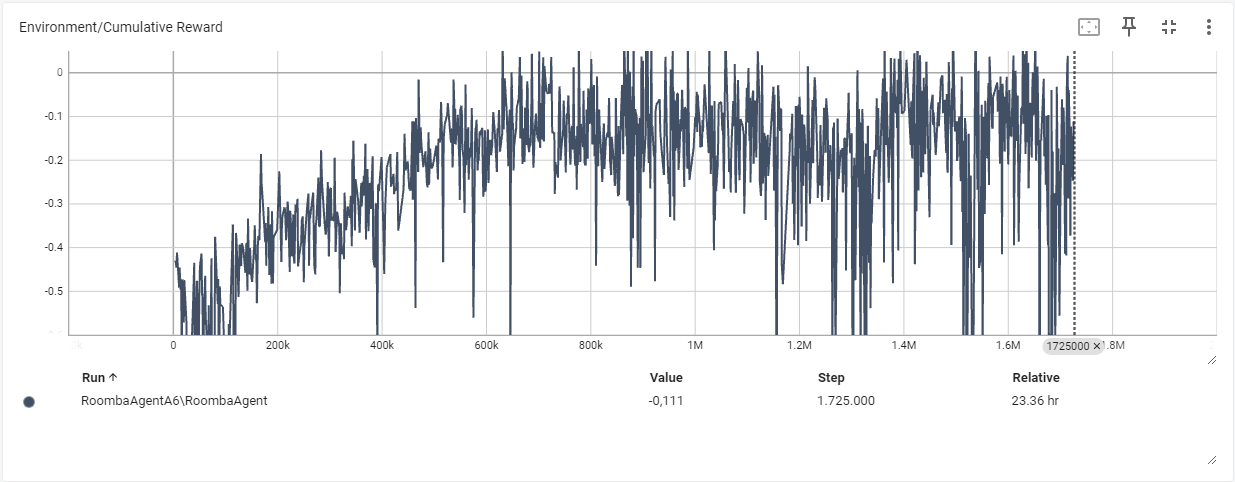 Environment/Cumulative Reward
0
-0.1
-0.2
-0.3
-0.4
-0.5
0 200k 400k 600k 800k 1M 1.2M 1.4M 1.6M 1725000 ✕ 1.8M
Run ↑ Value Step Relative
RoombaAgentA6\RoombaAgent -0,111 1.725.000 23.36 hr